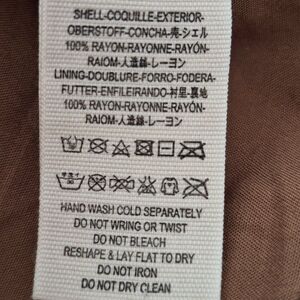 SHELL-COQUILLE-EXTERIOR-
OBERSTOFF-CONCHA-売-シェル
100% RAYON-RAYONNE-RAYÓN-
RAIOM-人造絲-レーヨン
LINING-DOUBLURE-FORRO-FODERA-
FUTTER-ENFILEIRANDO-衬里-裏地
100% RAYON-RAYONNE-RAYÓN-
RAIOM-人造絲-レーヨン
HAND WASH COLD SEPARATELY
DO NOT WRING OR TWIST
DO NOT BLEACH
RESHAPE & LAY FLAT TO DRY
DO NOT IRON
DO NOT DRY CLEAN